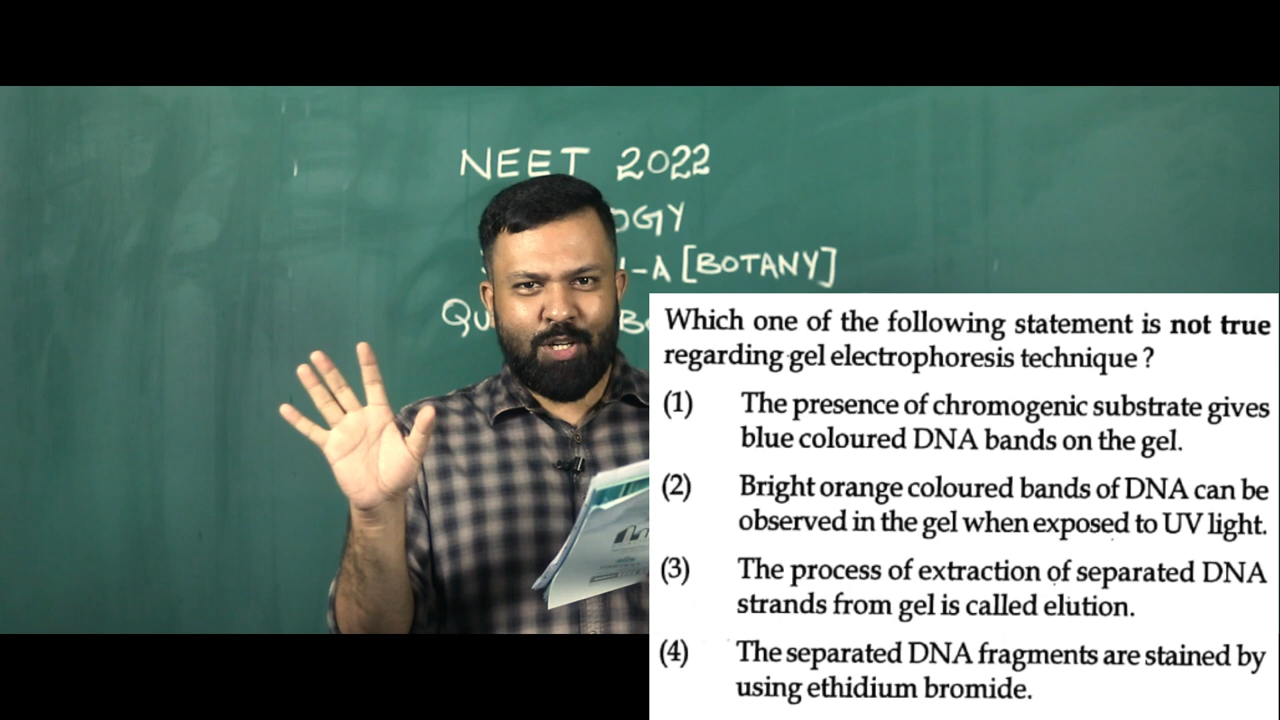 NEET 2022
OGY
-A [BOTANY]
QU
Which one of the following statement is not true
regarding gel electrophoresis technique ?
(1) The presence of chromogenic substrate gives
blue coloured DNA bands on the gel.
(2) Bright orange coloured bands of DNA can be
observed in the gel when exposed to UV light.
(3) The process of extraction of separated DNA
strands from gel is called elution.
(4) The separated DNA fragments are stained by
using ethidium bromide.